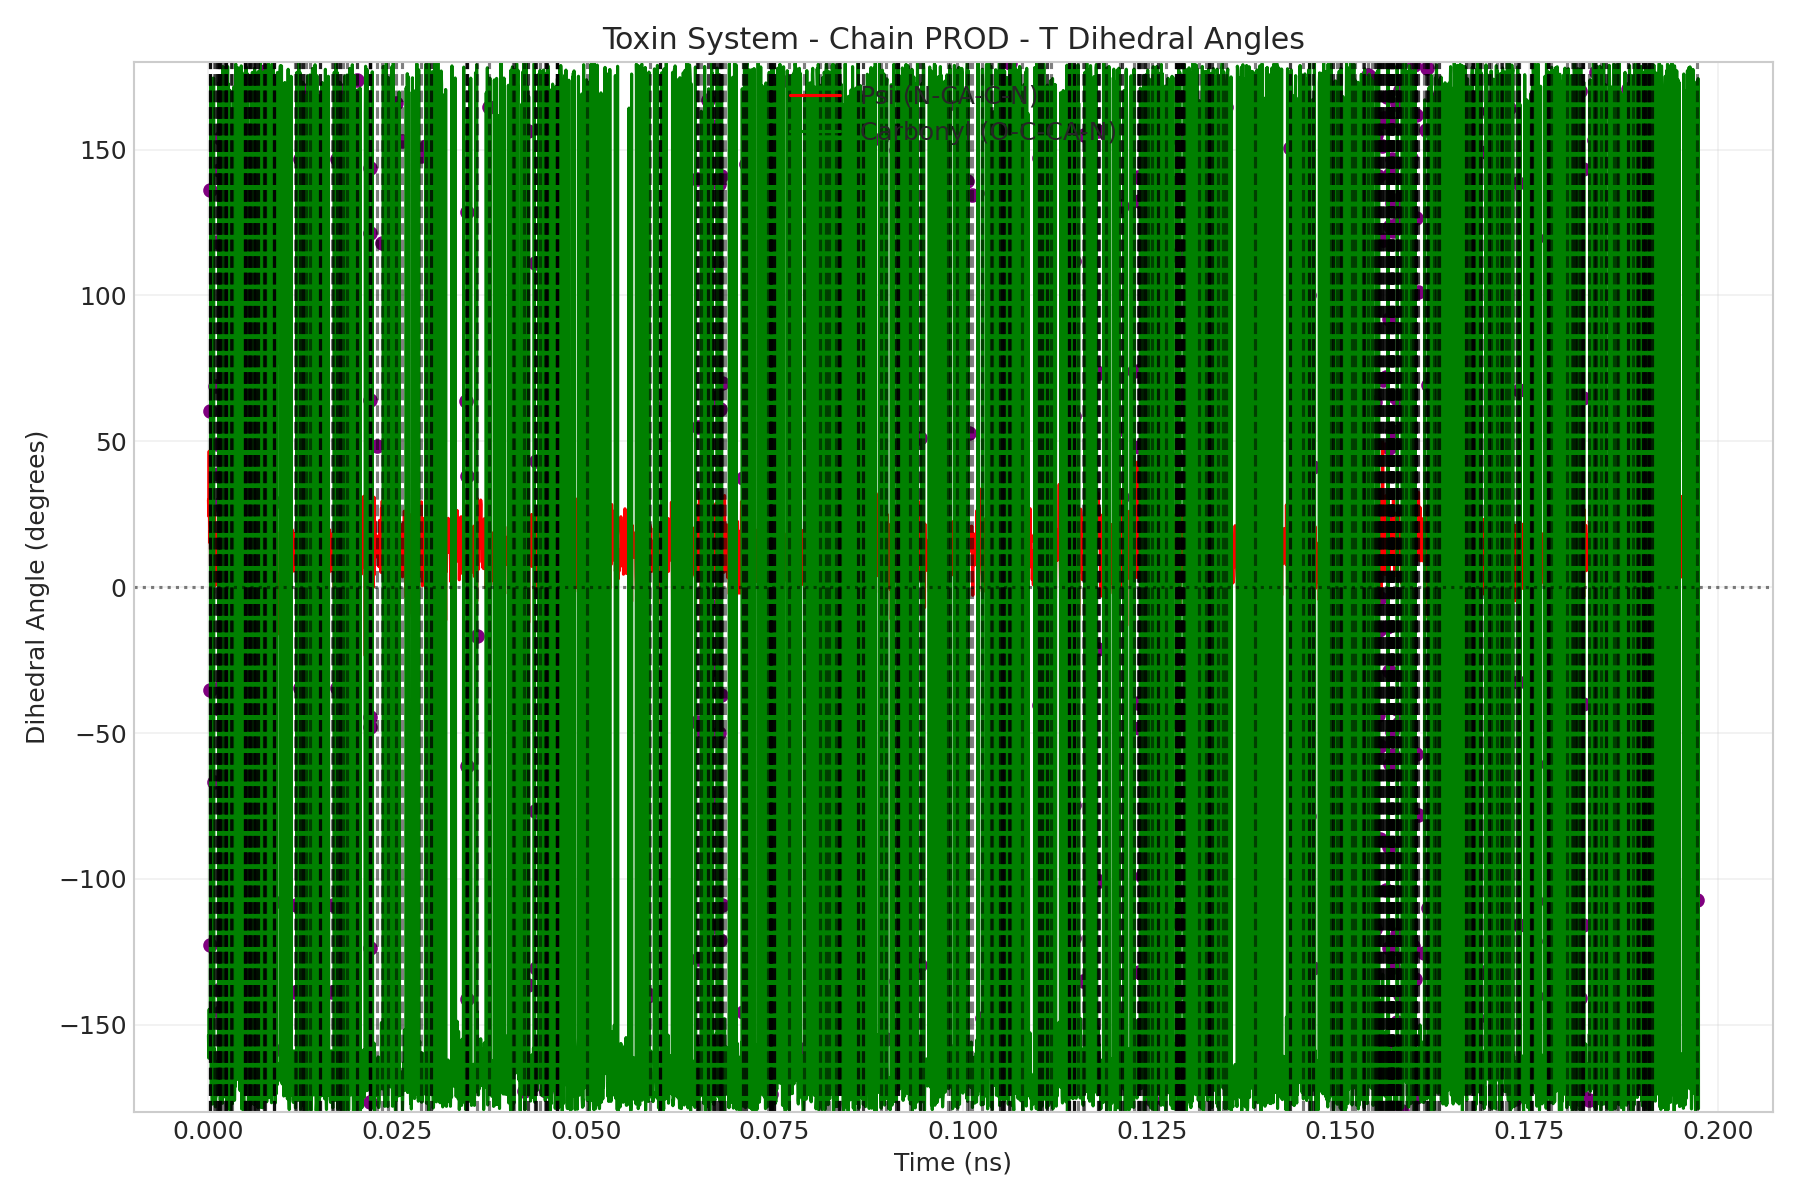 Toxin System - Chain PROD - T Dihedral Angles
Psi (N-CA-C-N)
Carbonyl (O-C-CA-N)
Dihedral Angle (degrees)
150
100
50
0
−50
−100
−150
0.000 0.025 0.050 0.075 0.100 0.125 0.150 0.175 0.200
Time (ns)